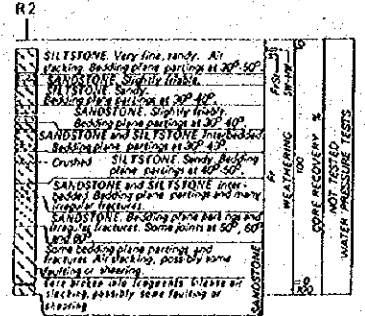 R2
SILTSTONE. Very fine, sandy. Air
slacking. Bedding plane partings at 30°-50°
SANDSTONE. Slightly friable.
SILTSTONE. Sandy.
Bedding plane partings at 30°-40°
SANDSTONE. Slightly friable.
Bedding plane partings at 30°-40°
SANDSTONE and SILTSTONE Interbedded.
Bedding plane partings at
Crushed SILTSTONE. Sandy. Bedding
plane partings at 40°-50°
SANDSTONE and SILTSTONE inter-
bedded. Bedding plane partings and many
irregular fractures.
SANDSTONE. Bedding plane partings and
irregular fractures. Some joints at 50°, 60°
and
Some bedding plane partings and
fractures. Air slacking, possibly some
faulting or shearing.
Core broken into fragments.
slacking, possibly some faulting or
shearing
SANDSTONE
Fr
WEATHERING
CORE RECOVERY %
0
100
0
100
NOT TESTED
WATER PRESSURE TESTS